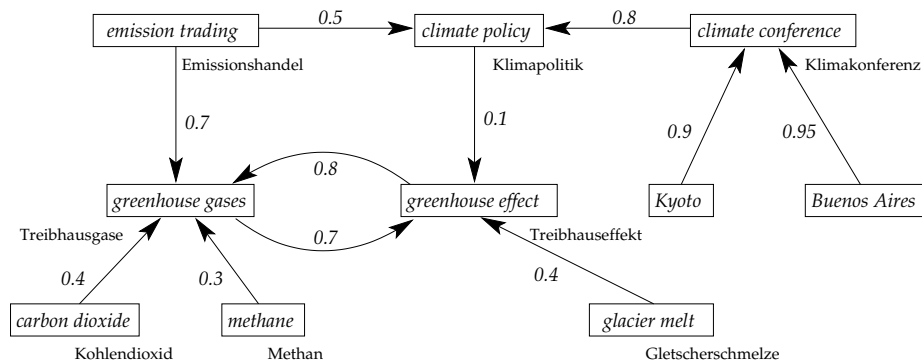 emission trading
0.5
climate policy
0.8
climate conference
Emissionshandel
Klimapolitik
Klimakonferenz
0.7
0.1
0.9
0.95
0.8
greenhouse gases
greenhouse effect
Kyoto
Buenos Aires
Treibhausgase
0.7
Treibhauseffekt
0.4
0.3
0.4
carbon dioxide
methane
glacier melt
Kohlendioxid
Methan
Gletscherschmelze